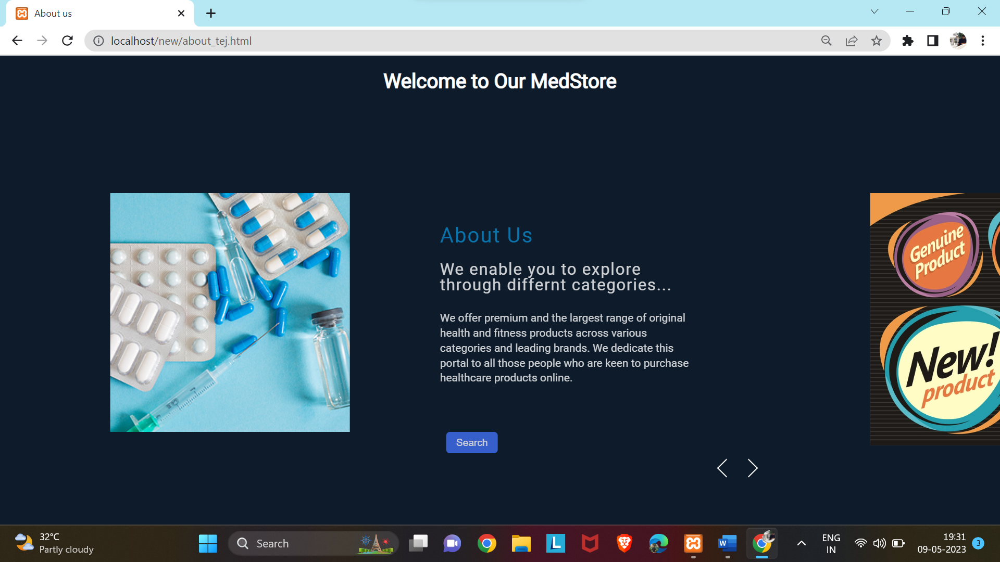 About us
localhost/new/about_tej.html
Welcome to Our MedStore
About Us
We enable you to explore
through differnt categories...
We offer premium and the largest range of original
health and fitness products across various
categories and leading brands. We dedicate this
portal to all those people who are keen to purchase
healthcare products online.
Search
Genuine
Product
New!
product
32°C
Partly cloudy
Search
L
W
ENG
IN
19:31
09-05-2023
3